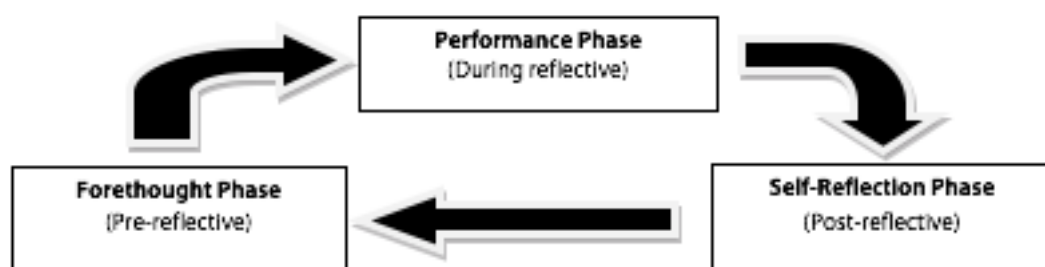 Performance Phase
(During reflective)
Forethought Phase
(Pre-reflective)
Self-Reflection Phase
(Post-reflective)